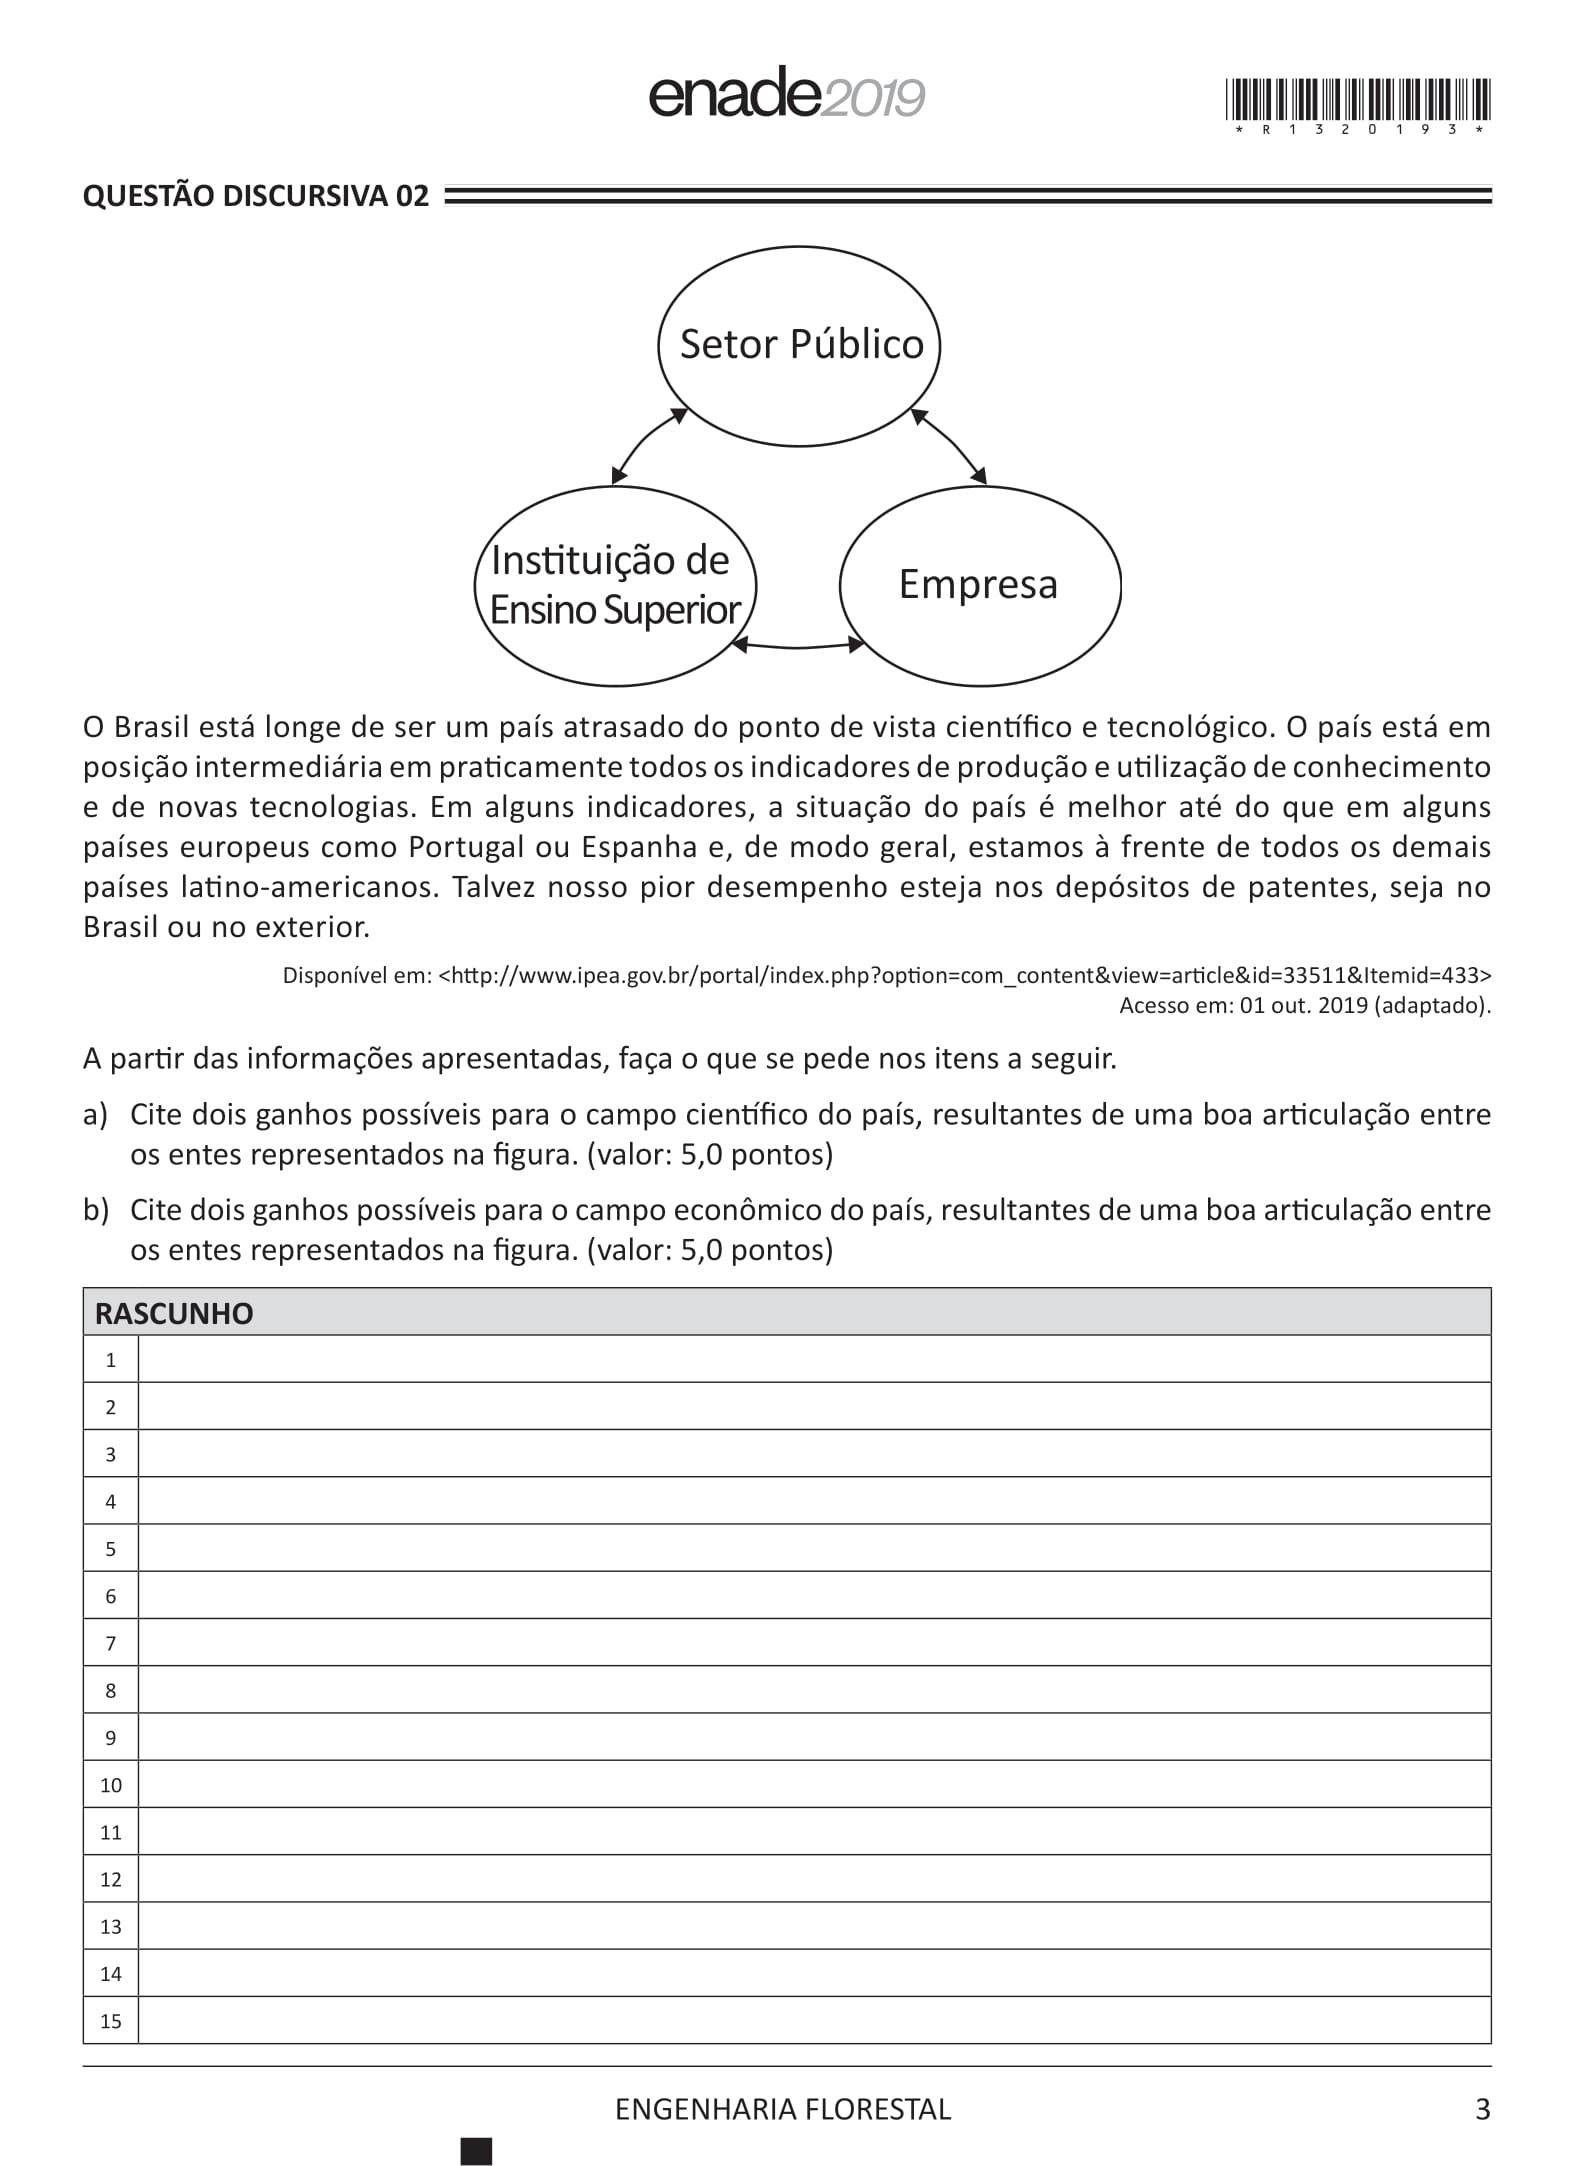 enade2019
*R1320193*
QUESTÃO DISCURSIVA 02
Setor Público
Instituição de
Ensino Superior
Empresa
O Brasil está longe de ser um país atrasado do ponto de vista científico e tecnológico. O país está em
posição intermediária em praticamente todos os indicadores de produção e utilização de conhecimento
e de novas tecnologias. Em alguns indicadores, a situação do país é melhor até do que em alguns
países europeus como Portugal ou Espanha e, de modo geral, estamos à frente de todos os demais
países latino-americanos. Talvez nosso pior desempenho esteja nos depósitos de patentes, seja no
Brasil ou no exterior.
Disponível em: <http://www.ipea.gov.br/portal/index.php?option=com_content&view=article&id=33511&Itemid=433>
Acesso em: 01 out. 2019 (adaptado).
A partir das informações apresentadas, faça o que se pede nos itens a seguir.
a) Cite dois ganhos possíveis para o campo científico do país, resultantes de uma boa articulação entre
os entes representados na figura. (valor: 5,0 pontos)
b) Cite dois ganhos possíveis para o campo econômico do país, resultantes de uma boa articulação entre
os entes representados na figura. (valor: 5,0 pontos)
RASCUNHO
1
2
3
4
5
6
7
8
9
10
11
12
13
14
15
ENGENHARIA FLORESTAL
3